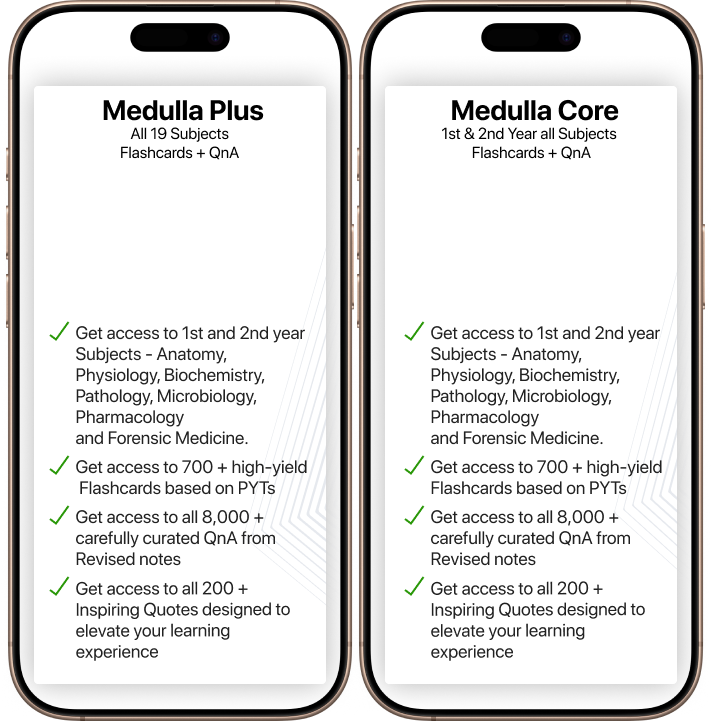 Medulla Plus
All 19 Subjects
Flashcards + QnA
Get access to 1st and 2nd year
Subjects - Anatomy,
Physiology, Biochemistry,
Pathology, Microbiology,
Pharmacology
and Forensic Medicine.
Get access to 700 + high-yield
Flashcards based on PYTs
Get access to all 8,000 +
carefully curated QnA from
Revised notes
Get access to all 200 +
Inspiring Quotes designed to
elevate your learning
experience
Medulla Core
1st & 2nd Year all Subjects
Flashcards + QnA
Get access to 1st and 2nd year
Subjects - Anatomy,
Physiology, Biochemistry,
Pathology, Microbiology,
Pharmacology
and Forensic Medicine.
Get access to 700 + high-yield
Flashcards based on PYTs
Get access to all 8,000 +
carefully curated QnA from
Revised notes
Get access to all 200 +
Inspiring Quotes designed to
elevate your learning
experience